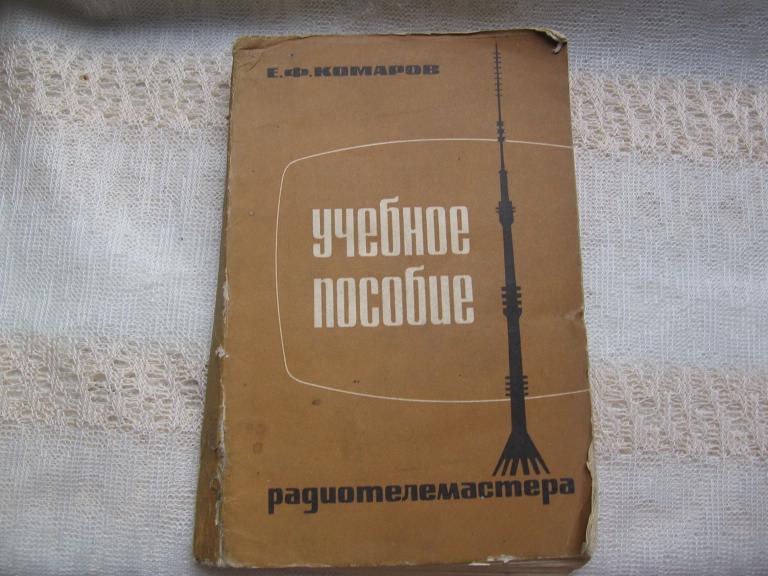 Е.Ф.КОМАРОВ
учебное
пособие
радиотелемастера